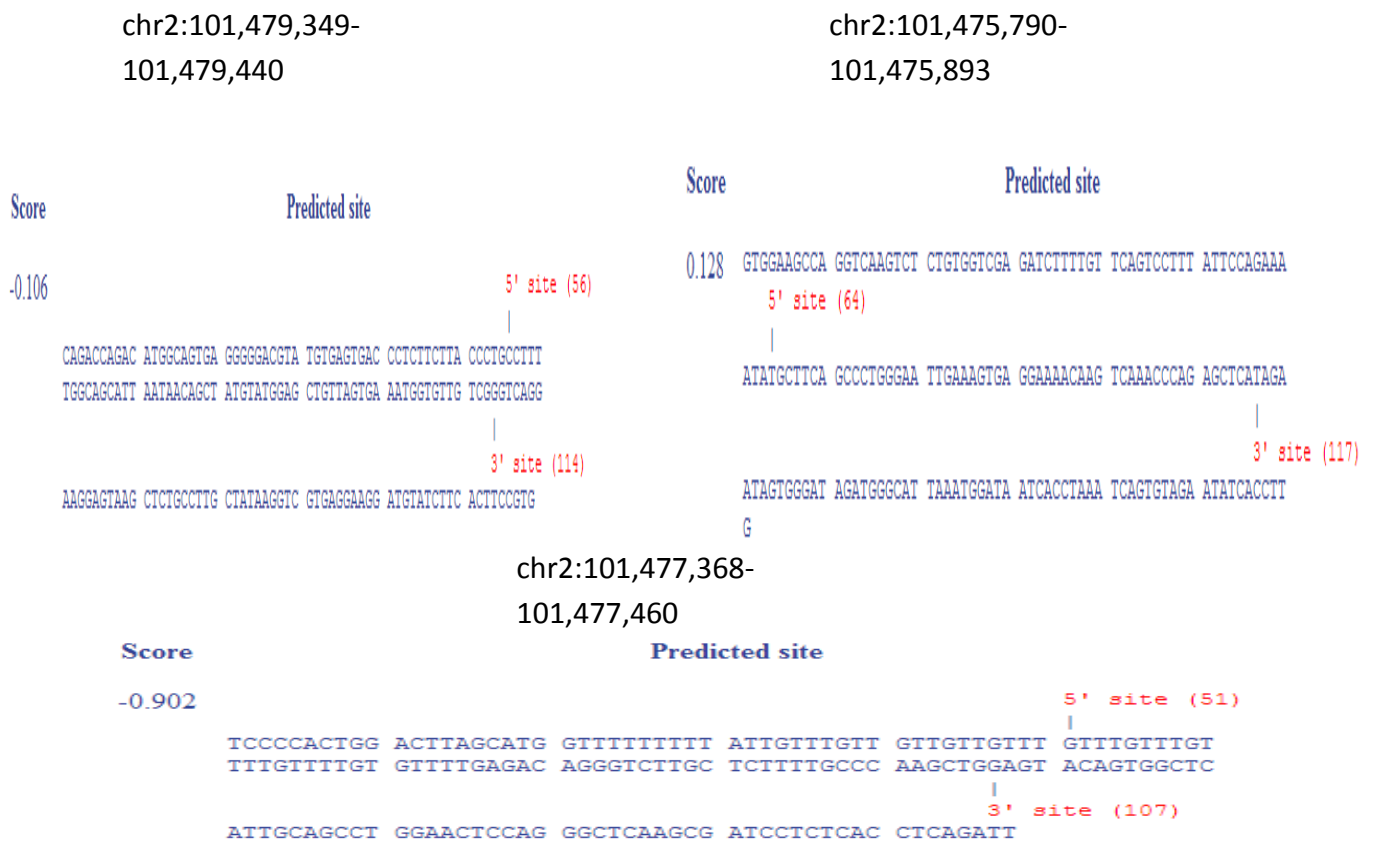 chr2:101,479,349-
101,479,440
Score Predicted site
-0.106
5' site (56)
CAGACCAGAC ATGGCAGTGA GGGGGACGTA TGTGAGTGAC CCTCTTCTTA CCCTGCCTTT
TGGCAGCATT AATAACAGCT ATGTATGGAG CTGTTAGTGA AATGGTGTTG TCGGGTCAGG
3' site (114)
AAGGAGTAAG CTCTGCCTTG CTATAAGGTC GTGAGGAAGG ATGTATCTTC ACTTCCGTG
chr2:101,475,790-
101,475,893
Score Predicted site
0.128 GTGGAAGCCA GGTCAAGTCT CTGTGGTCGA GATCTTTTGT TCAGTCCTTT ATTCCAGAAA
5' site (64)
ATATGCTTCA GCCCTGGGAA TTGAAAGTGA GGAAAACAAG TCAAACCCAG AGCTCATAGA
3' site (117)
ATAGTGGGAT AGATGGGCAT TAAATGGATA ATCACCTAAA TCAGTGTAGA ATATCACCTT
G
chr2:101,477,368-
101,477,460
Score Predicted site
-0.902
5' site (51)
TCCCCACTGG ACTTAGCATG GTTTTTTTTT ATTGTTTGTT GTTGTTGTTT GTTTGTTTGT
TTTGTTTTGT GTTTTGAGAC AGGGTCTTGC TCTTTTGCCC AAGCTGGAGT ACAGTGGCTC
3' site (107)
ATTGCAGCCT GGAACTCCAG GGCTCAAGCG ATCCTCTCAC CTCAGATT